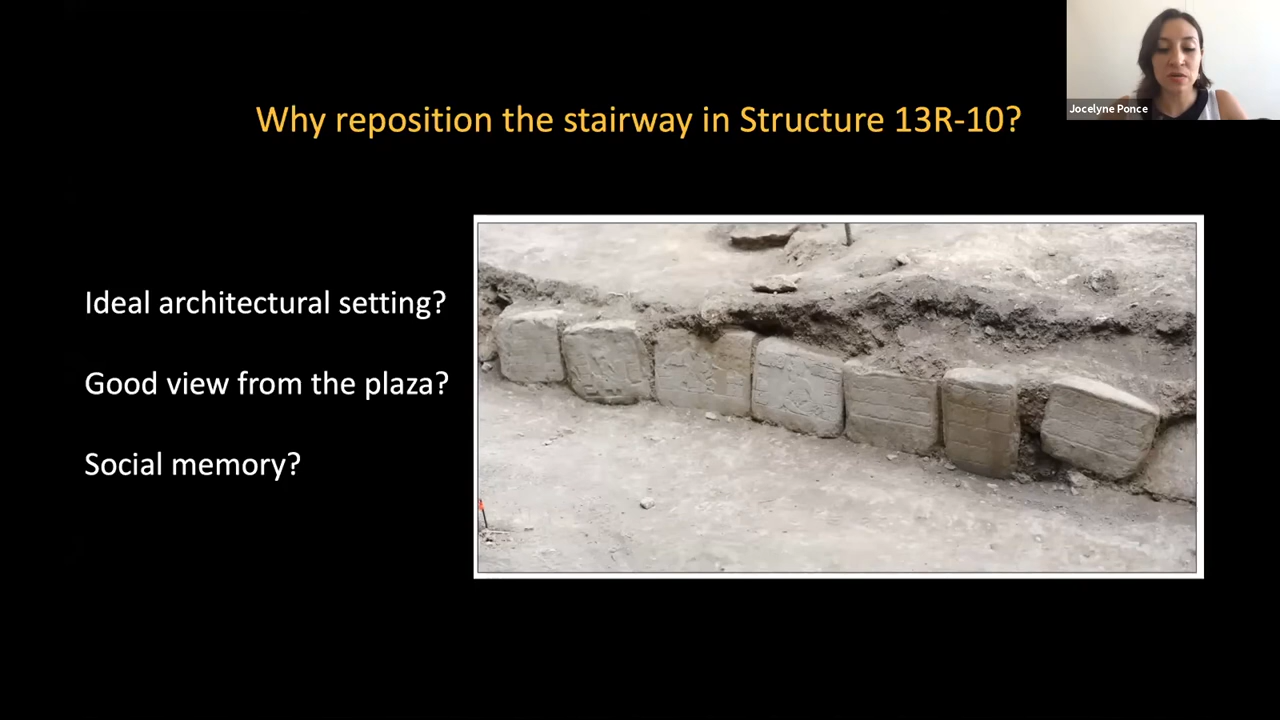 Jocelyne Ponce
Why reposition the stairway in Structure 13R-10?
Ideal architectural setting?
Good view from the plaza?
Social memory?